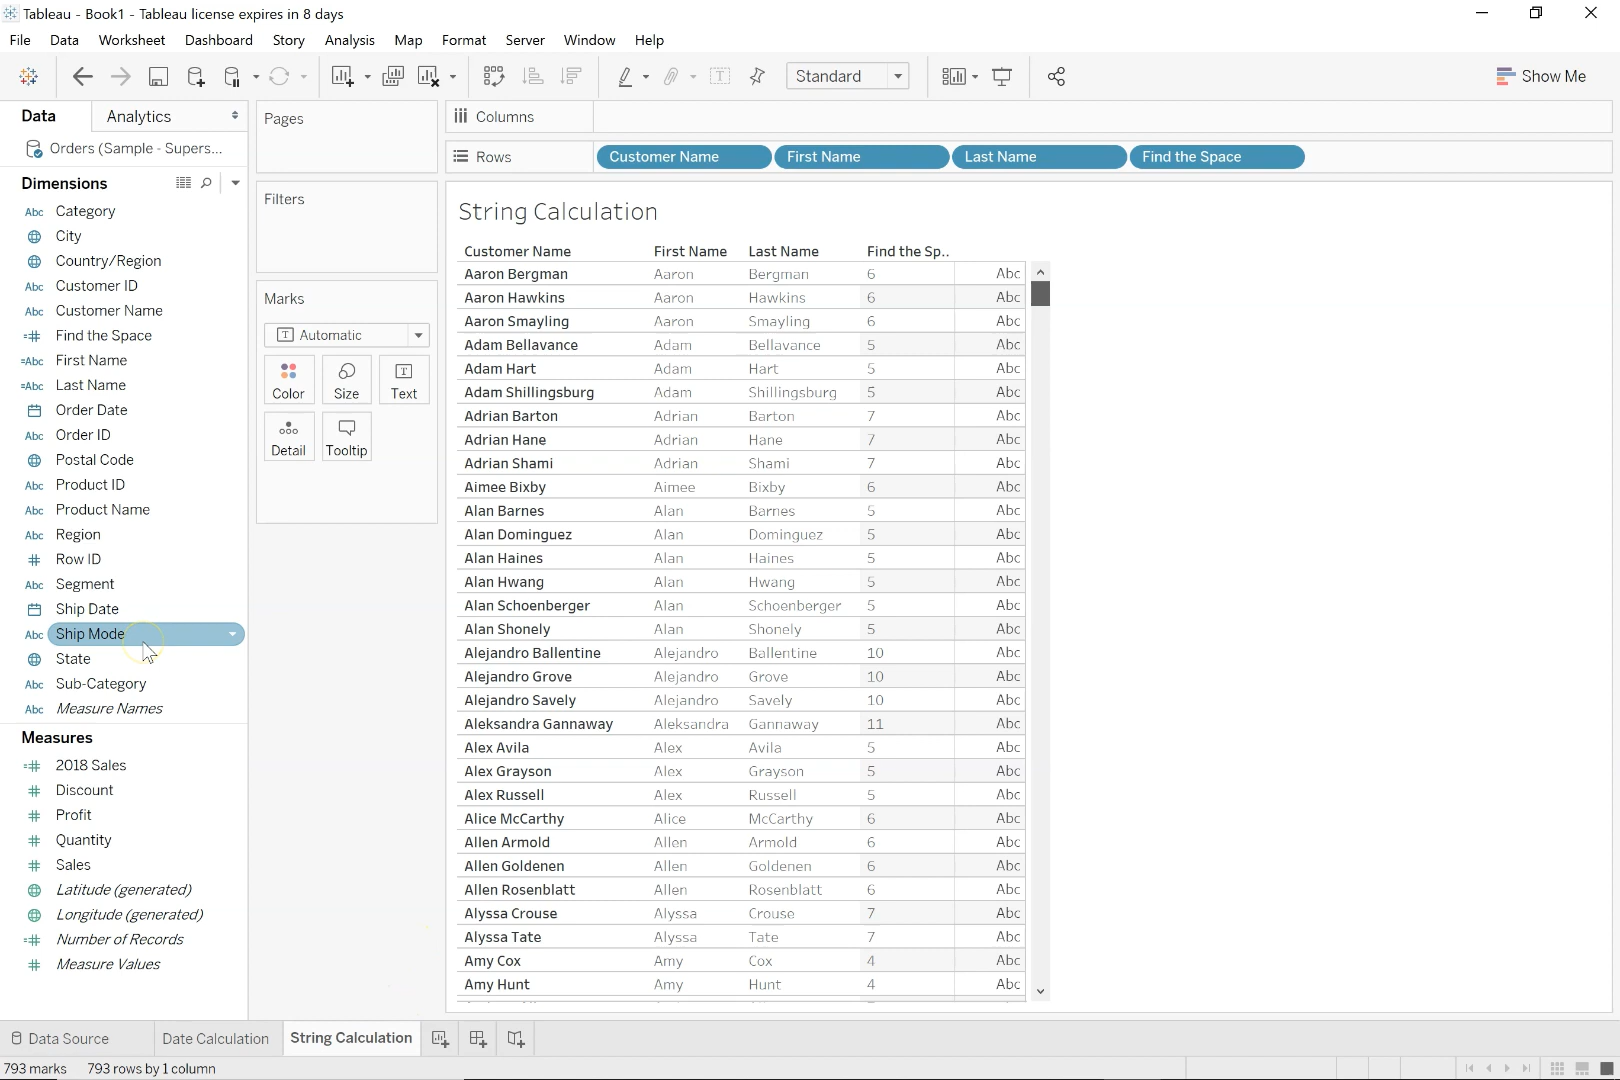 Tableau - Book1 - Tableau license expires in 8 days
File Data Worksheet Dashboard Story Analysis Map Format Server Window Help
Standard
Show Me
Data Analytics
Orders (Sample - Supers...
Dimensions
Abc Category
City
Country/Region
Abc Customer ID
Abc Customer Name
=# Find the Space
=Abc First Name
=Abc Last Name
Order Date
Abc Order ID
Postal Code
Abc Product ID
Abc Product Name
Abc Region
# Row ID
Abc Segment
Ship Date
Abc Ship Mode
State
Abc Sub-Category
Abc Measure Names
Measures
=# 2018 Sales
# Discount
# Profit
# Quantity
# Sales
Latitude (generated)
Longitude (generated)
=# Number of Records
# Measure Values
Pages
Filters
Marks
T Automatic
Color Size Text
Detail Tooltip
Columns
Rows Customer Name First Name Last Name Find the Space
String Calculation
Customer Name First Name Last Name Find the Sp..
Aaron Bergman Aaron Bergman 6 Abc
Aaron Hawkins Aaron Hawkins 6 Abc
Aaron Smayling Aaron Smayling 6 Abc
Adam Bellavance Adam Bellavance 5 Abc
Adam Hart Adam Hart 5 Abc
Adam Shillingsburg Adam Shillingsburg 5 Abc
Adrian Barton Adrian Barton 7 Abc
Adrian Hane Adrian Hane 7 Abc
Adrian Shami Adrian Shami 7 Abc
Aimee Bixby Aimee Bixby 6 Abc
Alan Barnes Alan Barnes 5 Abc
Alan Dominguez Alan Dominguez 5 Abc
Alan Haines Alan Haines 5 Abc
Alan Hwang Alan Hwang 5 Abc
Alan Schoenberger Alan Schoenberger 5 Abc
Alan Shonely Alan Shonely 5 Abc
Alejandro Ballentine Alejandro Ballentine 10 Abc
Alejandro Grove Alejandro Grove 10 Abc
Alejandro Savely Alejandro Savely 10 Abc
Aleksandra Gannaway Aleksandra Gannaway 11 Abc
Alex Avila Alex Avila 5 Abc
Alex Grayson Alex Grayson 5 Abc
Alex Russell Alex Russell 5 Abc
Alice McCarthy Alice McCarthy 6 Abc
Allen Armold Allen Armold 6 Abc
Allen Goldenen Allen Goldenen 6 Abc
Allen Rosenblatt Allen Rosenblatt 6 Abc
Alyssa Crouse Alyssa Crouse 7 Abc
Alyssa Tate Alyssa Tate 7 Abc
Amy Cox Amy Cox 4 Abc
Amy Hunt Amy Hunt 4 Abc
Data Source Date Calculation String Calculation
793 marks 793 rows by 1 column